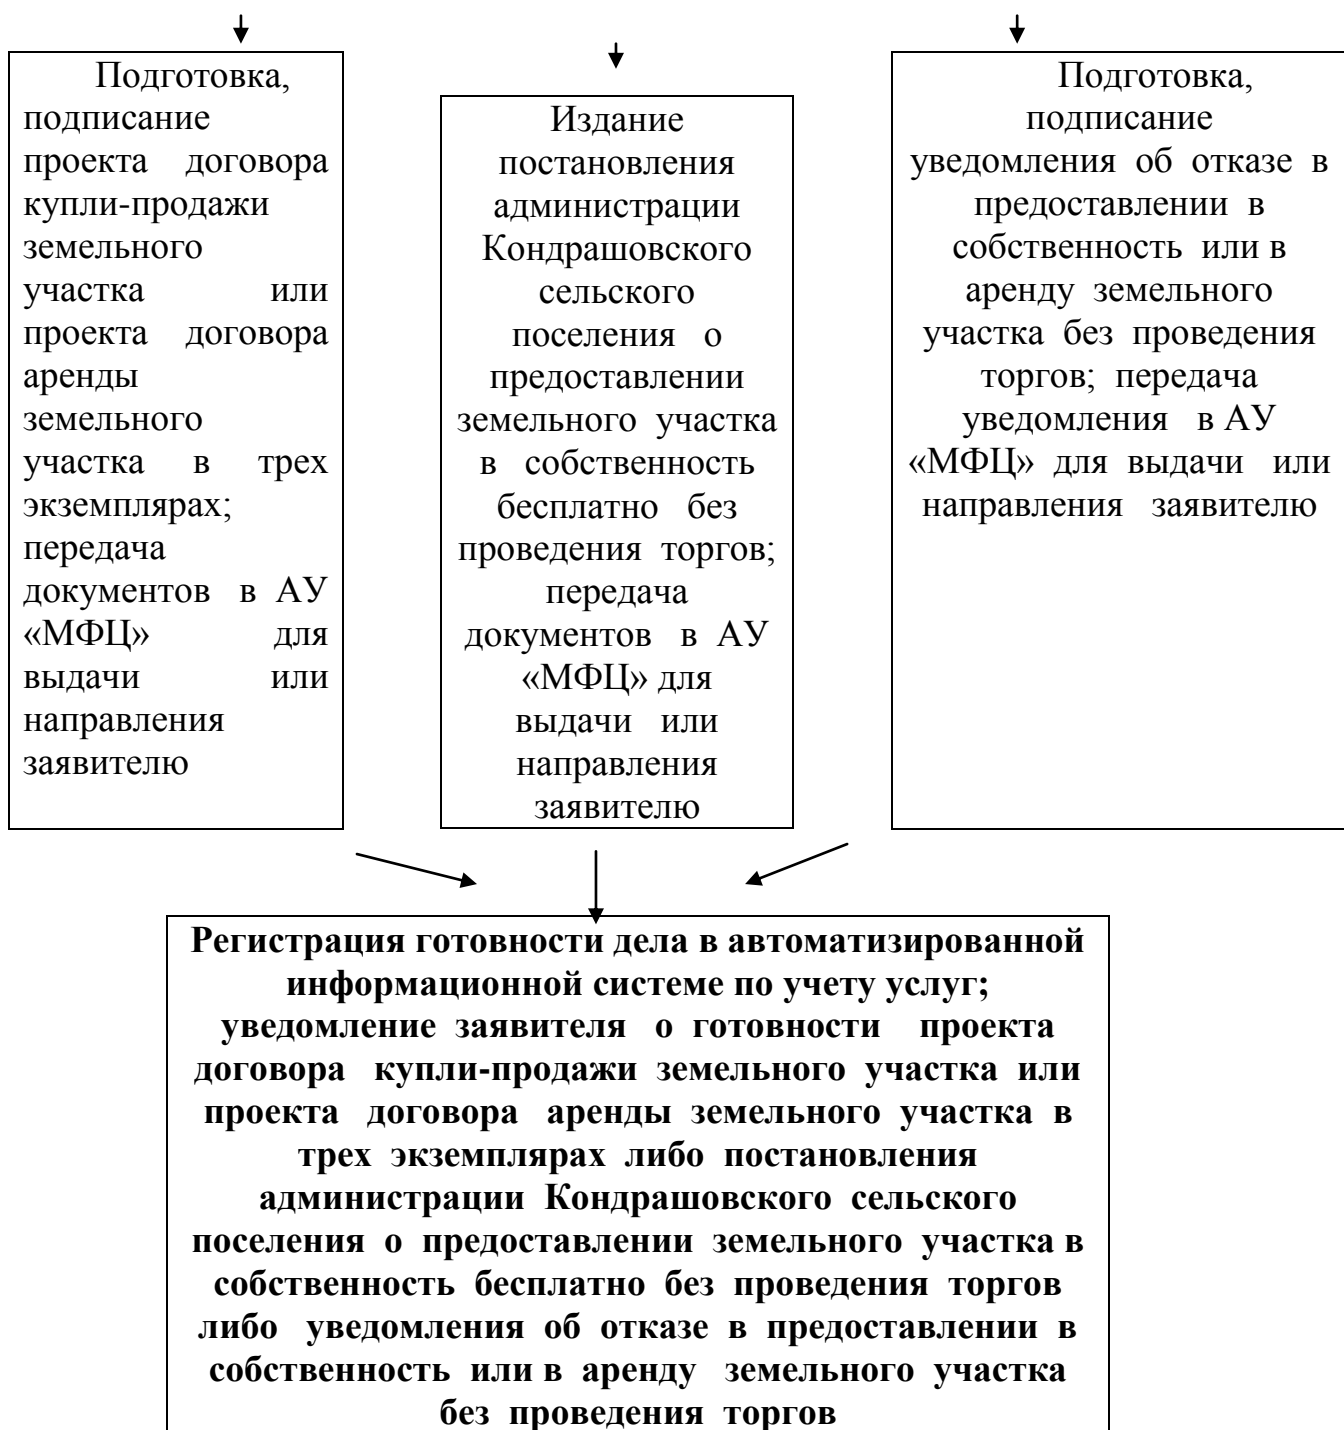 Подготовка,
подписание
проекта договора
купли-продажи
земельного
участка или
проекта договора
аренды
земельного
участка в трех
экземплярах;
передача
документов в АУ
«МФЦ» для
выдачи или
направления
заявителю
Издание
постановления
администрации
Кондрашовского
сельского
поселения о
предоставлении
земельного участка
в собственность
бесплатно без
проведения торгов;
передача
документов в АУ
«МФЦ» для
выдачи или
направления
заявителю
Подготовка,
подписание
уведомления об отказе в
предоставлении в
собственность или в
аренду земельного
участка без проведения
торгов; передача
уведомления в АУ
«МФЦ» для выдачи или
направления заявителю
Регистрация готовности дела в автоматизированной
информационной системе по учету услуг;
уведомление заявителя о готовности проекта
договора купли-продажи земельного участка или
проекта договора аренды земельного участка в
трех экземплярах либо постановления
администрации Кондрашовского сельского
поселения о предоставлении земельного участка в
собственность бесплатно без проведения торгов
либо уведомления об отказе в предоставлении в
собственность или в аренду земельного участка
без проведения торгов